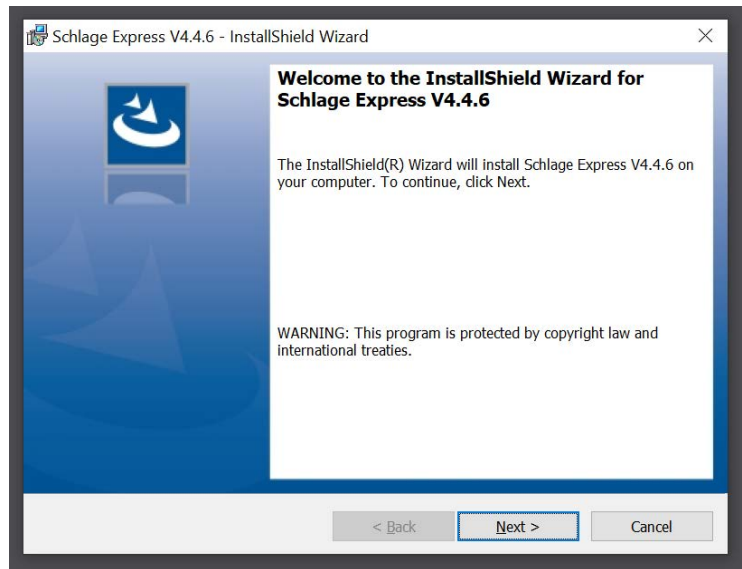 Schlage Express V4.4.6 - InstallShield Wizard
Welcome to the InstallShield Wizard for
Schlage Express V4.4.6
The InstallShield(R) Wizard will install Schlage Express V4.4.6 on
your computer. To continue, click Next.
WARNING: This program is protected by copyright law and
international treaties.
< Back
Next >
Cancel